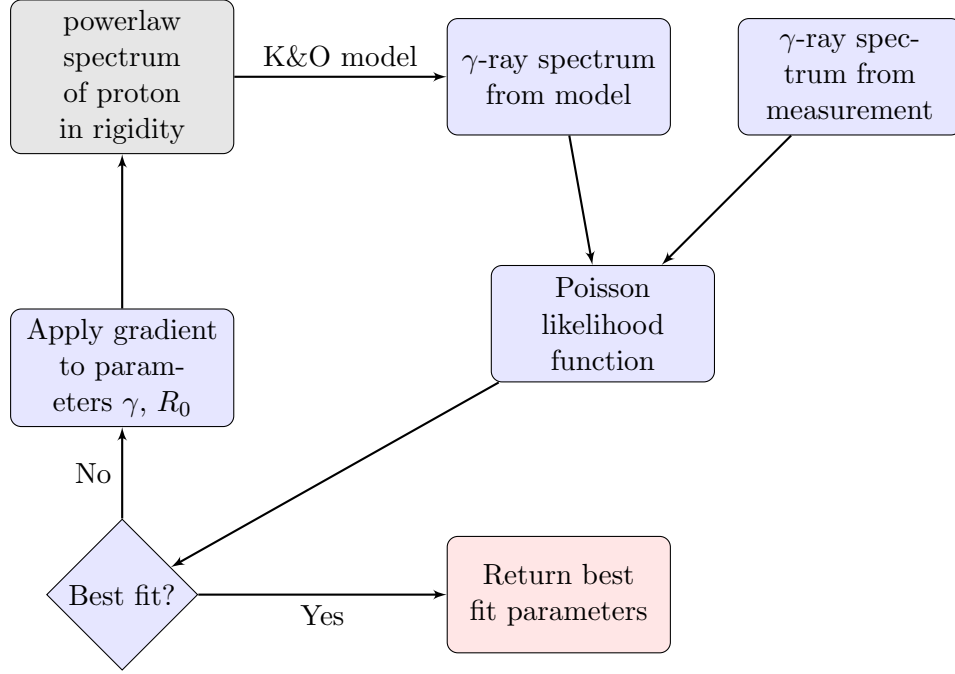 powerlaw
spectrum
of proton
in rigidity
K&O model
γ-ray spectrum
from model
γ-ray spec-
trum from
measurement
Poisson
likelihood
function
Apply gradient
to param-
eters γ, R₀
No
Best fit?
Yes
Return best
fit parameters